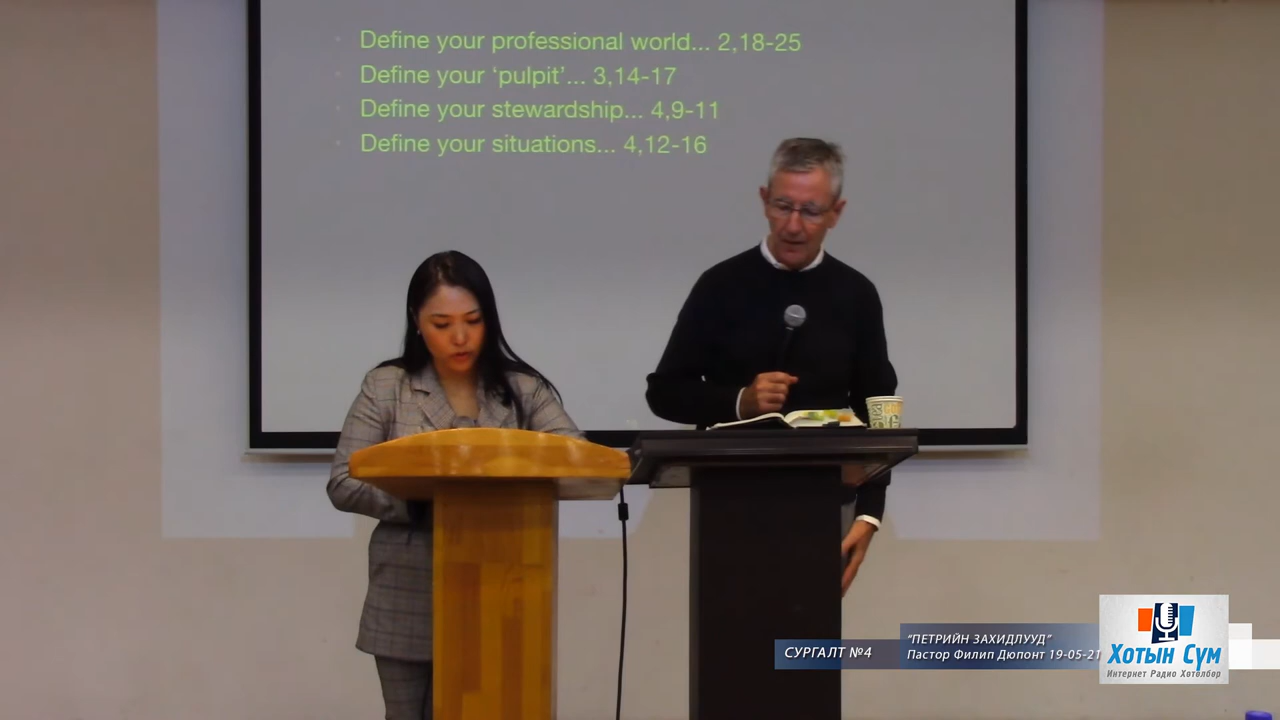 Define your professional world... 2,18-25
Define your ‘pulpit’... 3,14-17
Define your stewardship... 4,9-11
Define your situations... 4,12-16
СУРГАЛТ №4
“ПЕТРИЙН ЗАХИДЛУУД”
Пастор Филип Дюпонт 19-05-21
Хотын Сүм
Интернет Радио Хөтөлбөр